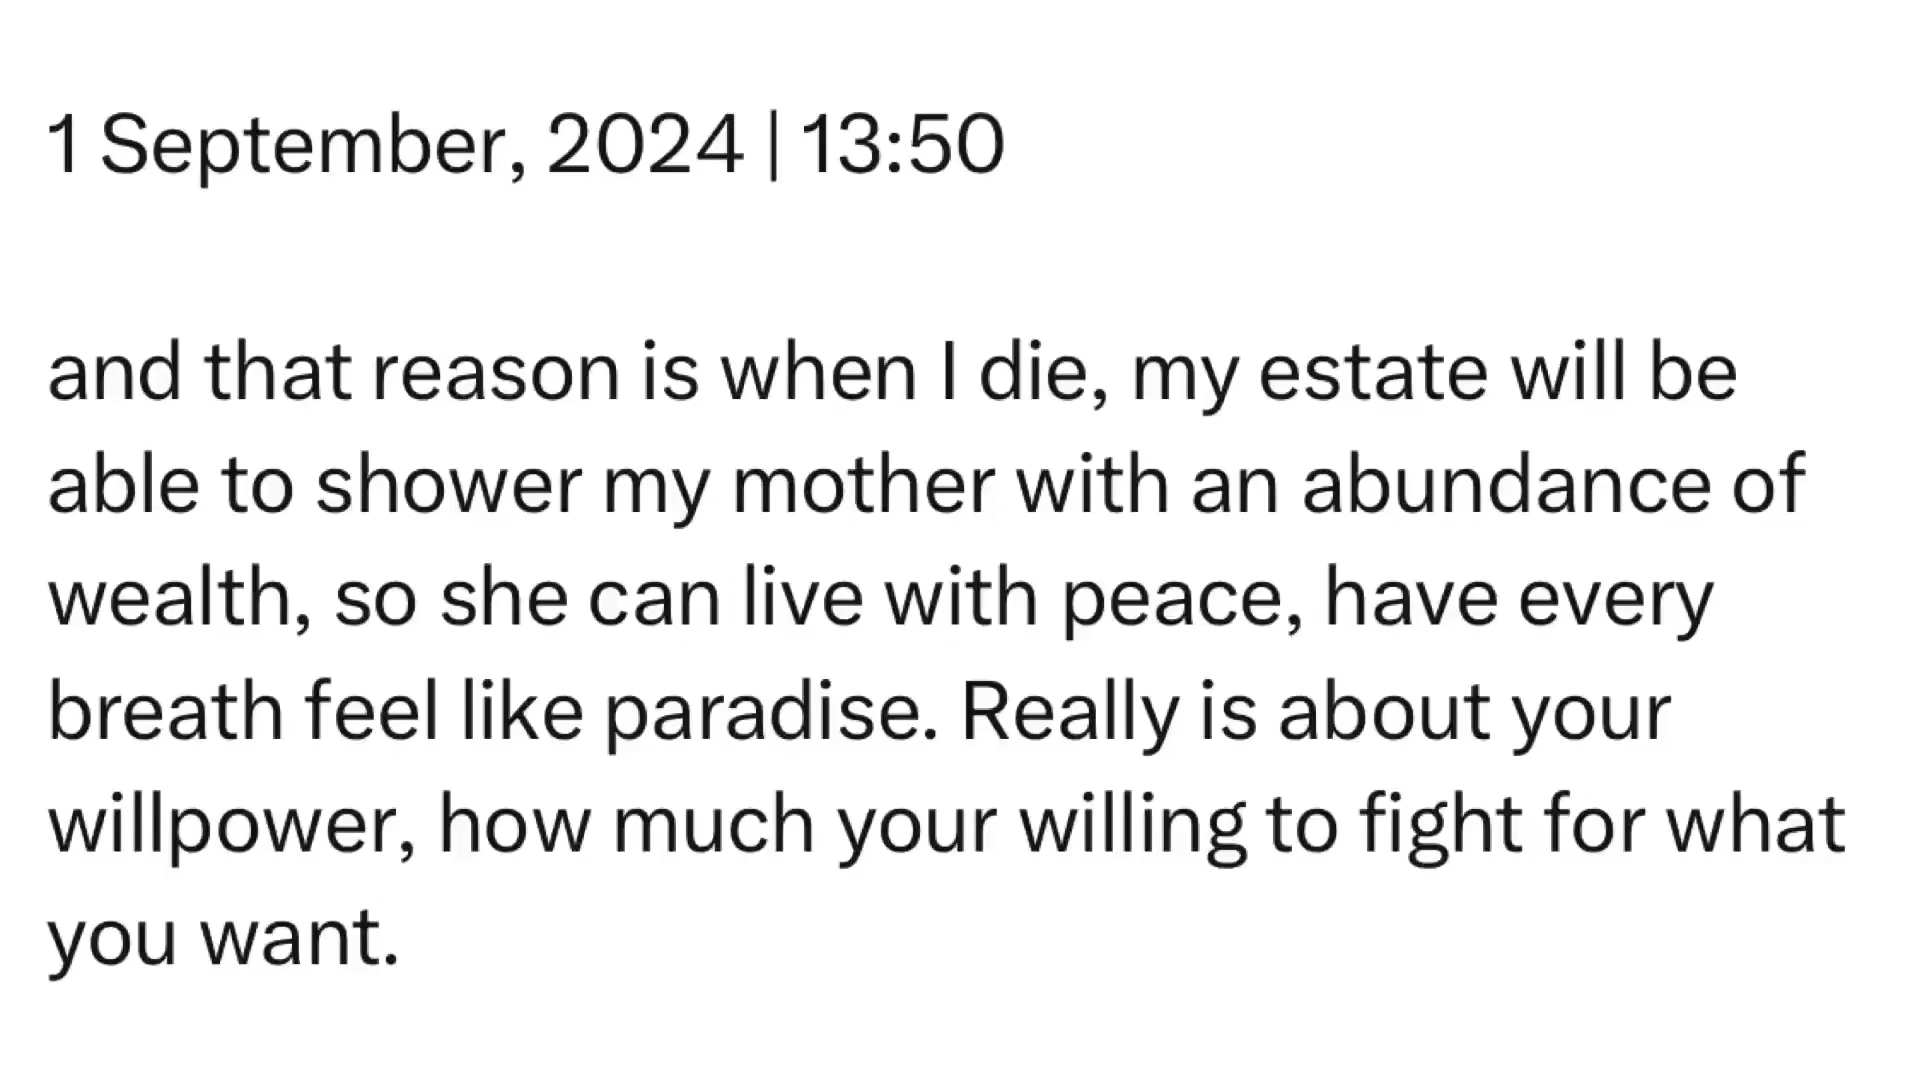 1 September, 2024 | 13:50
and that reason is when I die, my estate will be
able to shower my mother with an abundance of
wealth, so she can live with peace, have every
breath feel like paradise. Really is about your
willpower, how much your willing to fight for what
you want.